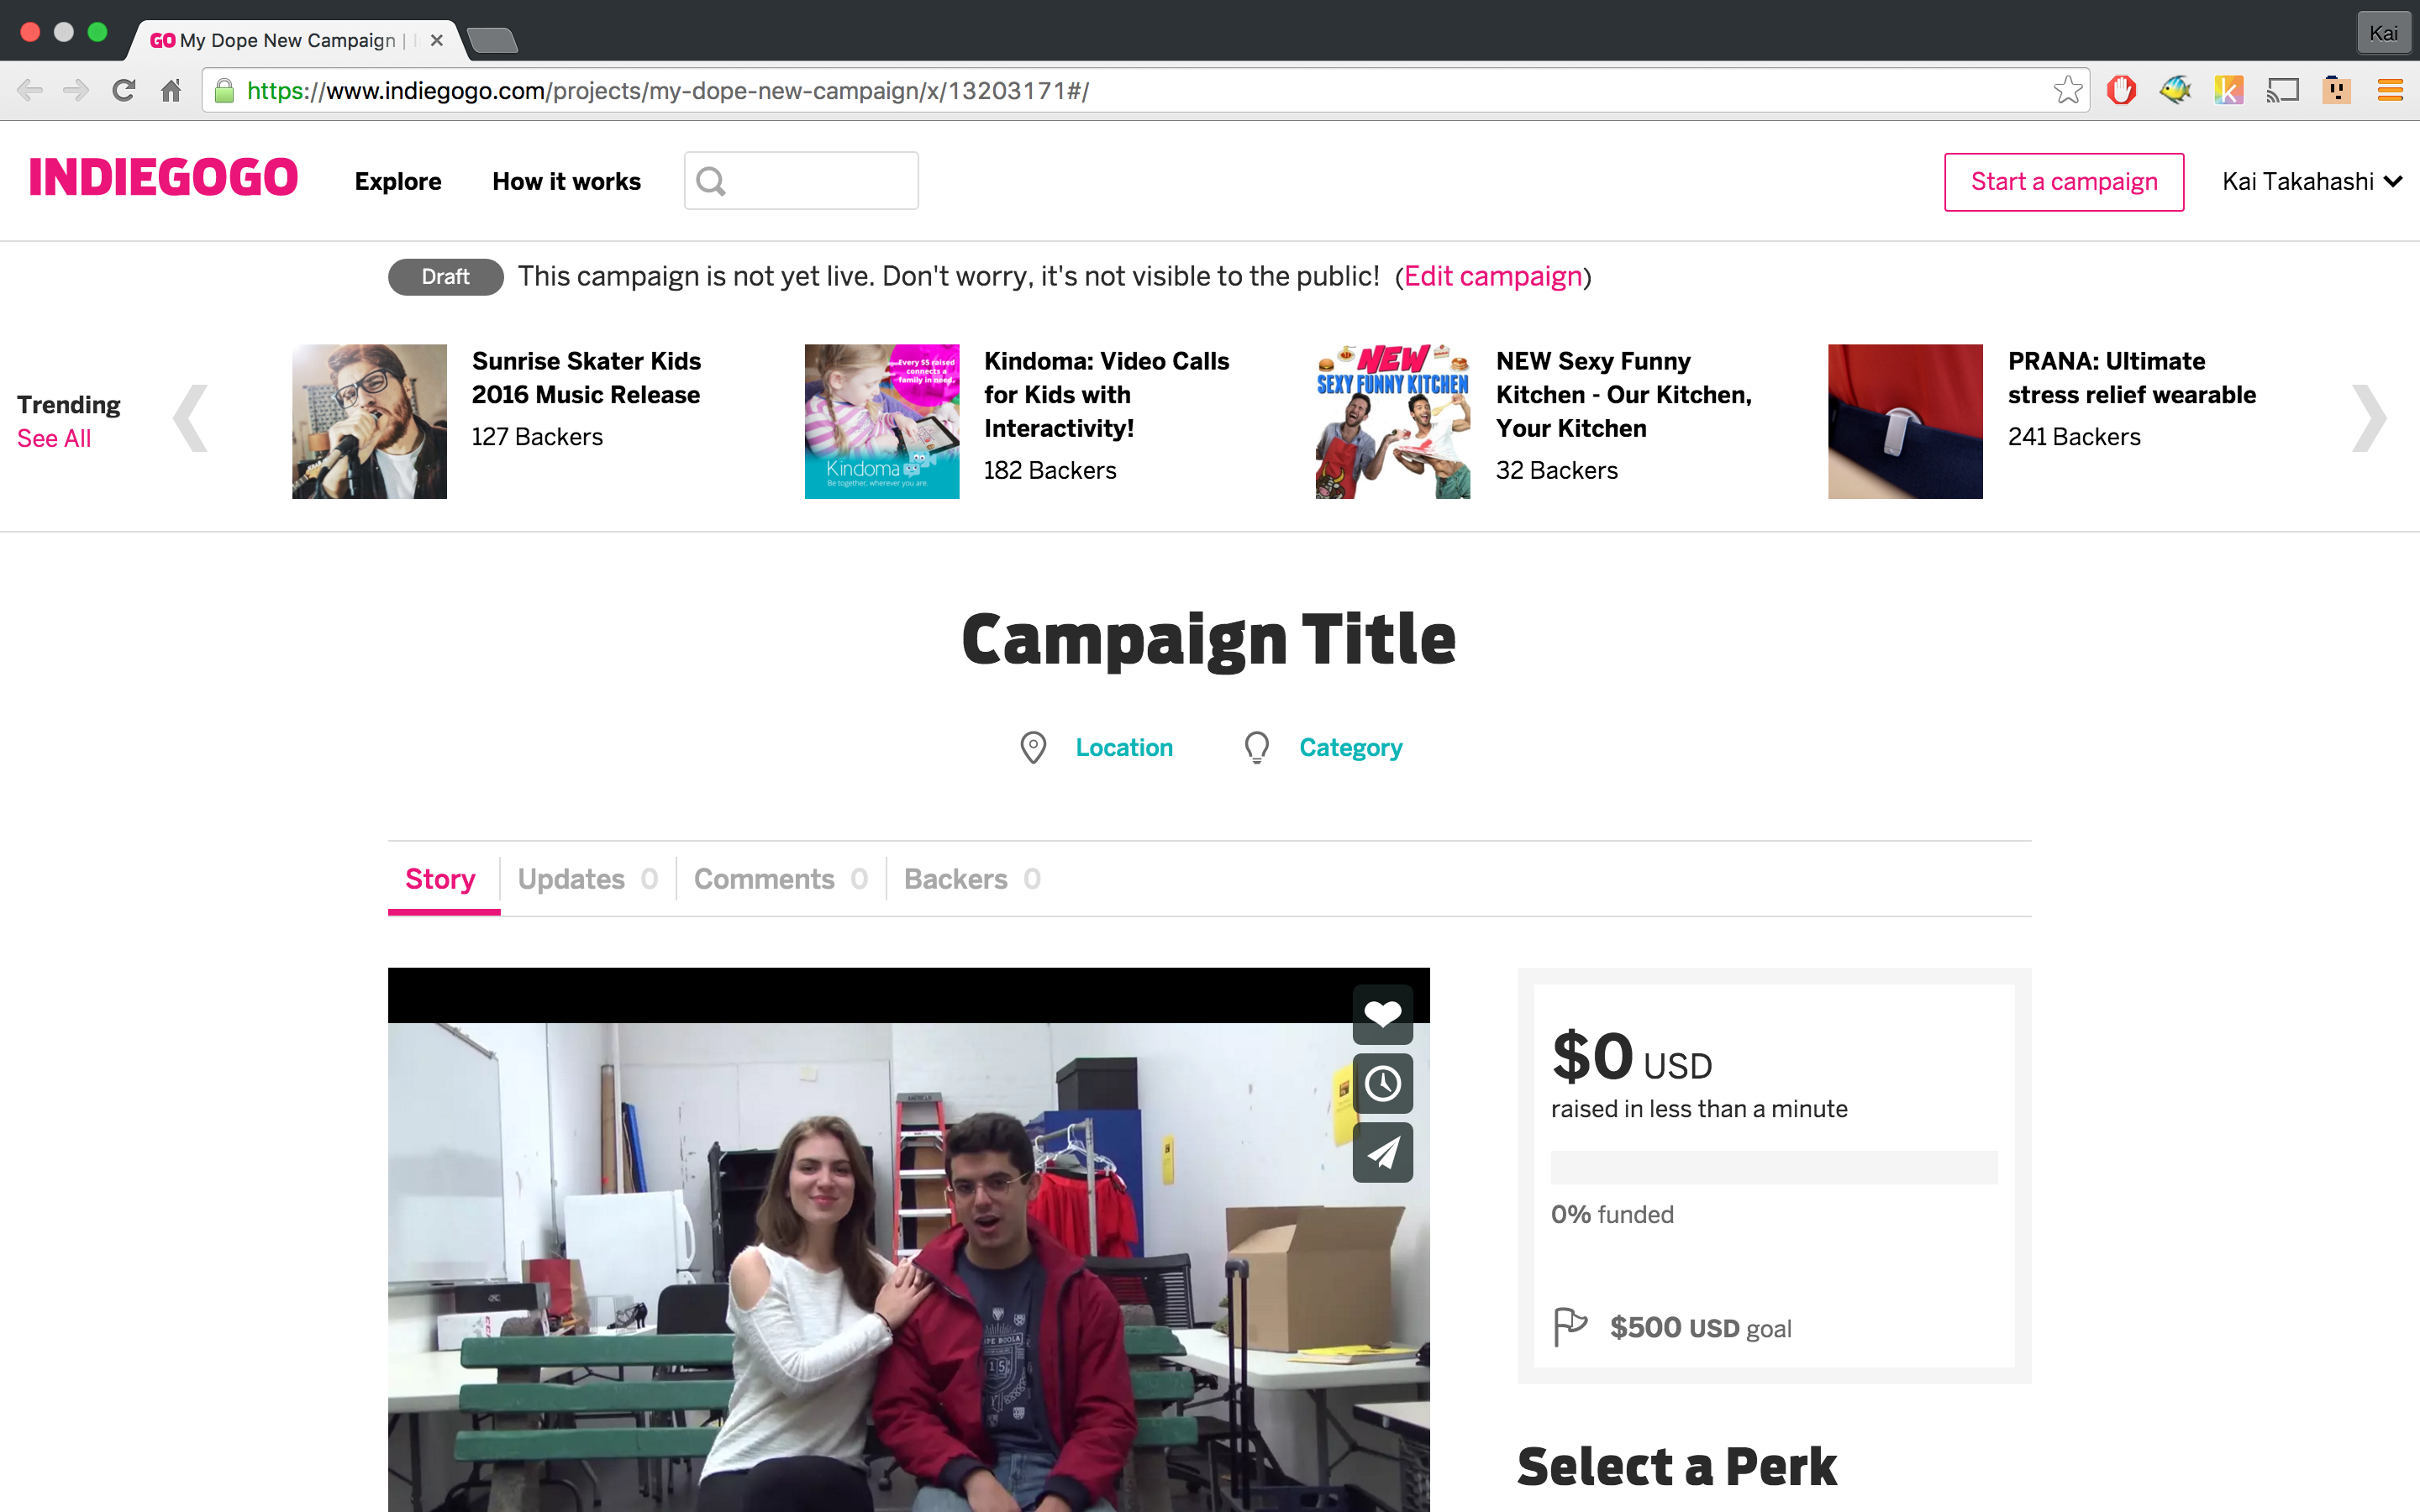 GO My Dope New Campaign |
Kai
https://www.indiegogo.com/projects/my-dope-new-campaign/x/13203171#/
INDIEGOGO
Explore
How it works
Start a campaign
Kai Takahashi
Draft
This campaign is not yet live. Don't worry, it's not visible to the public! (Edit campaign)
Trending
See All
Sunrise Skater Kids
2016 Music Release
127 Backers
Every $5 raised
connects a
family in need.
Kindoma
Be together, wherever you are.
Kindoma: Video Calls
for Kids with
Interactivity!
182 Backers
NEW
SEXY FUNNY KITCHEN
NEW Sexy Funny
Kitchen - Our Kitchen,
Your Kitchen
32 Backers
PRANA: Ultimate
stress relief wearable
241 Backers
Campaign Title
Location
Category
Story
Updates 0
Comments 0
Backers 0
$0 USD
raised in less than a minute
0% funded
$500 USD goal
Select a Perk
BOOLA
15